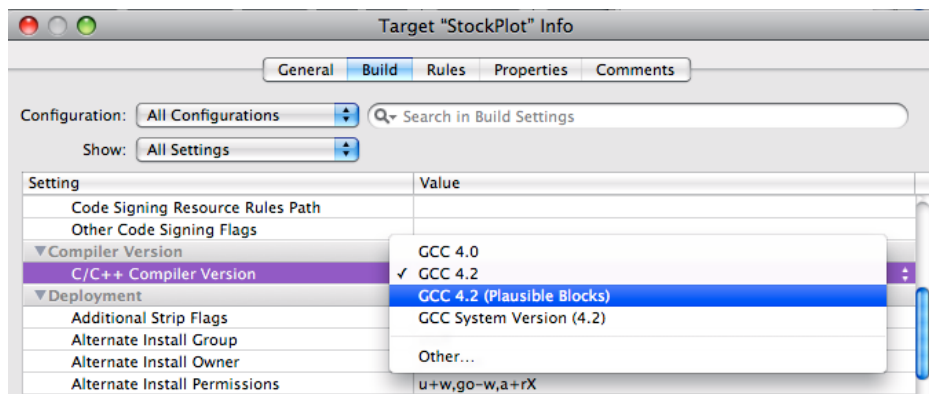 Target “StockPlot” Info
General Build Rules Properties Comments
Configuration: All Configurations Search in Build Settings
Show: All Settings
Setting Value
Code Signing Resource Rules Path
Other Code Signing Flags
Compiler Version GCC 4.0
C/C++ Compiler Version ✓ GCC 4.2
Deployment GCC 4.2 (Plausible Blocks)
Additional Strip Flags GCC System Version (4.2)
Alternate Install Group
Alternate Install Owner Other...
Alternate Install Permissions u+w,go-w,a+rX